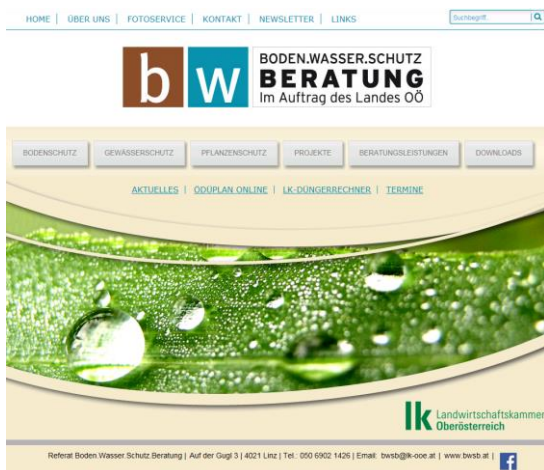 HOME | ÜBER UNS | FOTOSERVICE | KONTAKT | NEWSLETTER | LINKS
Suchbegriff..
bw
BODEN.WASSER.SCHUTZ
BERATUNG
Im Auftrag des Landes OÖ
BODENSCHUTZ GEWÄSSERSCHUTZ PFLANZENSCHUTZ PROJEKTE BERATUNGSLEISTUNGEN DOWNLOADS
AKTUELLES | ÖDÜPLAN ONLINE | LK-DÜNGERRECHNER | TERMINE
lk Landwirtschaftskammer
Oberösterreich
Referat Boden.Wasser.Schutz.Beratung | Auf der Gugl 3 | 4021 Linz | Tel.: 050 6902 1426 | Email: bwsb@lk-ooe.at | www.bwsb.at | f